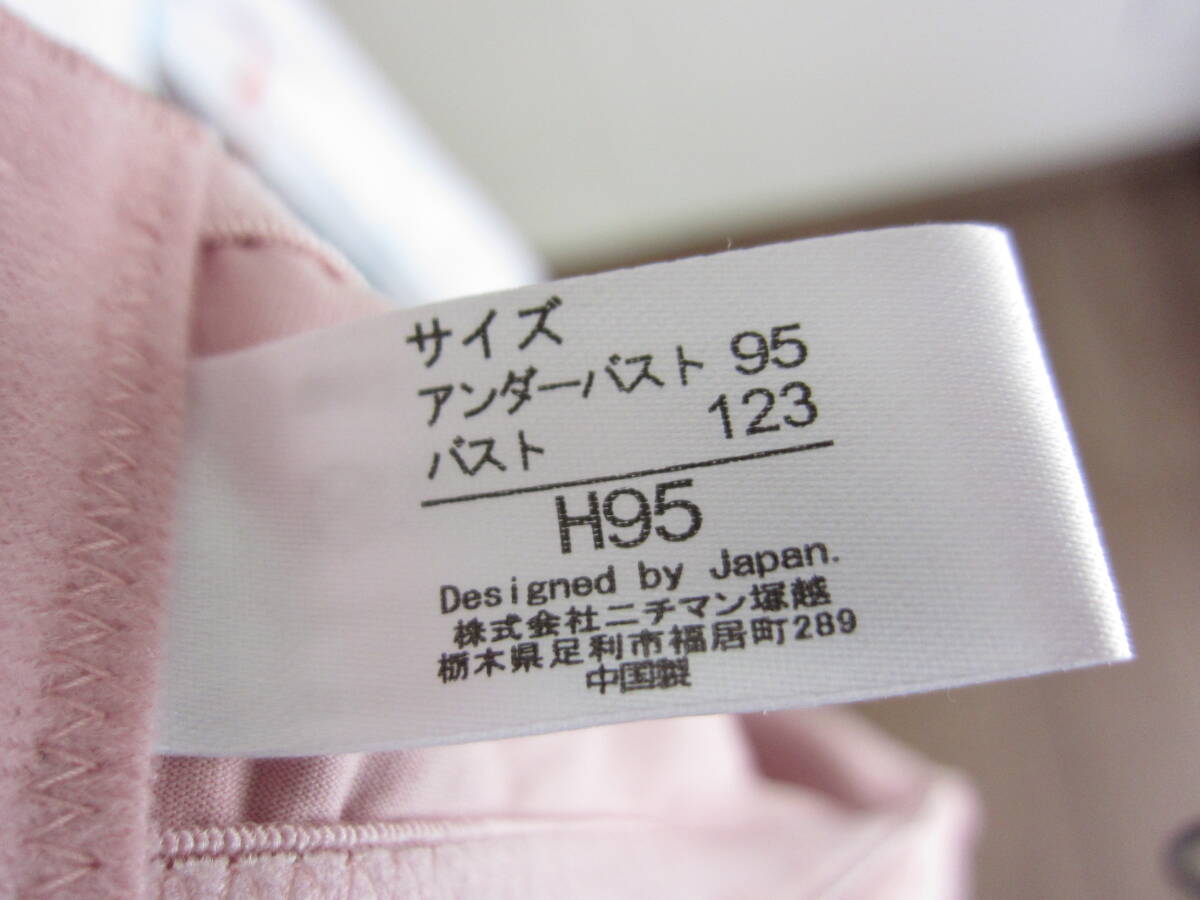 サイズ
アンダーバスト 95
バスト 123
H95
Designed by Japan.
株式会社ニチマン塚越
栃木県足利市福居町289
中国製